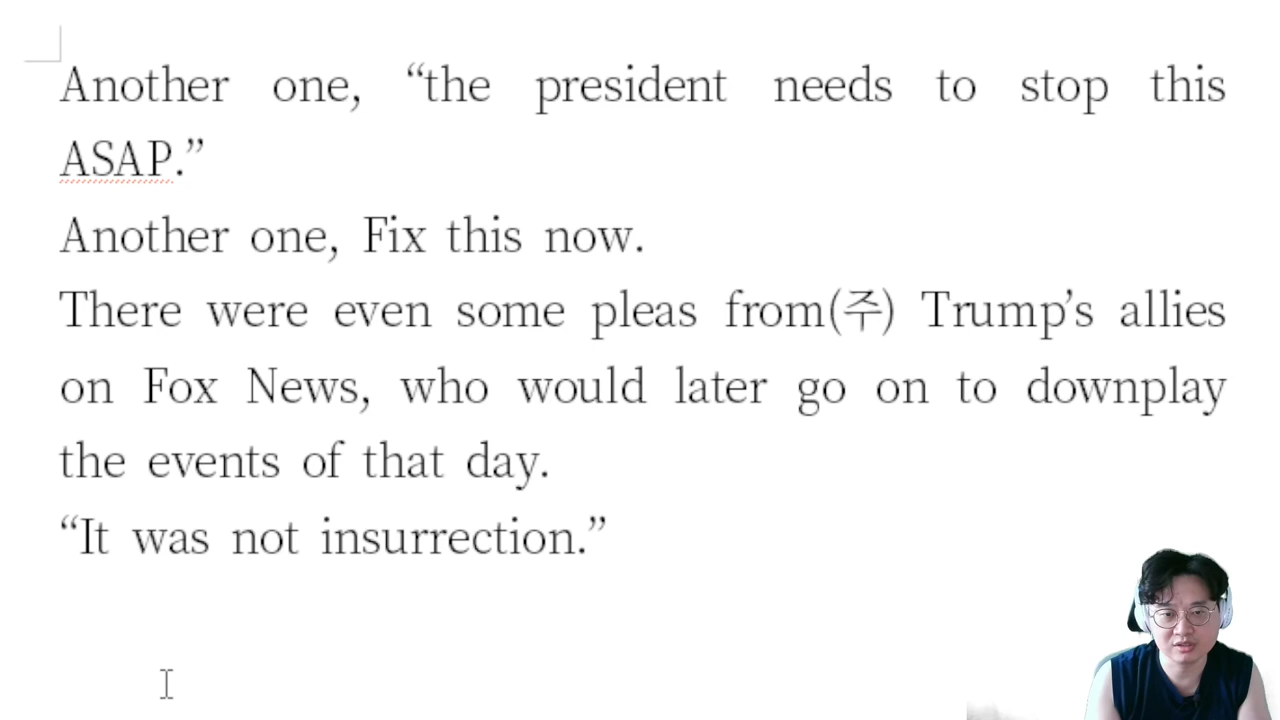 Another one, “the president needs to stop this
ASAP.”
Another one, Fix this now.
There were even some pleas from(주) Trump’s allies
on Fox News, who would later go on to downplay
the events of that day.
“It was not insurrection.”